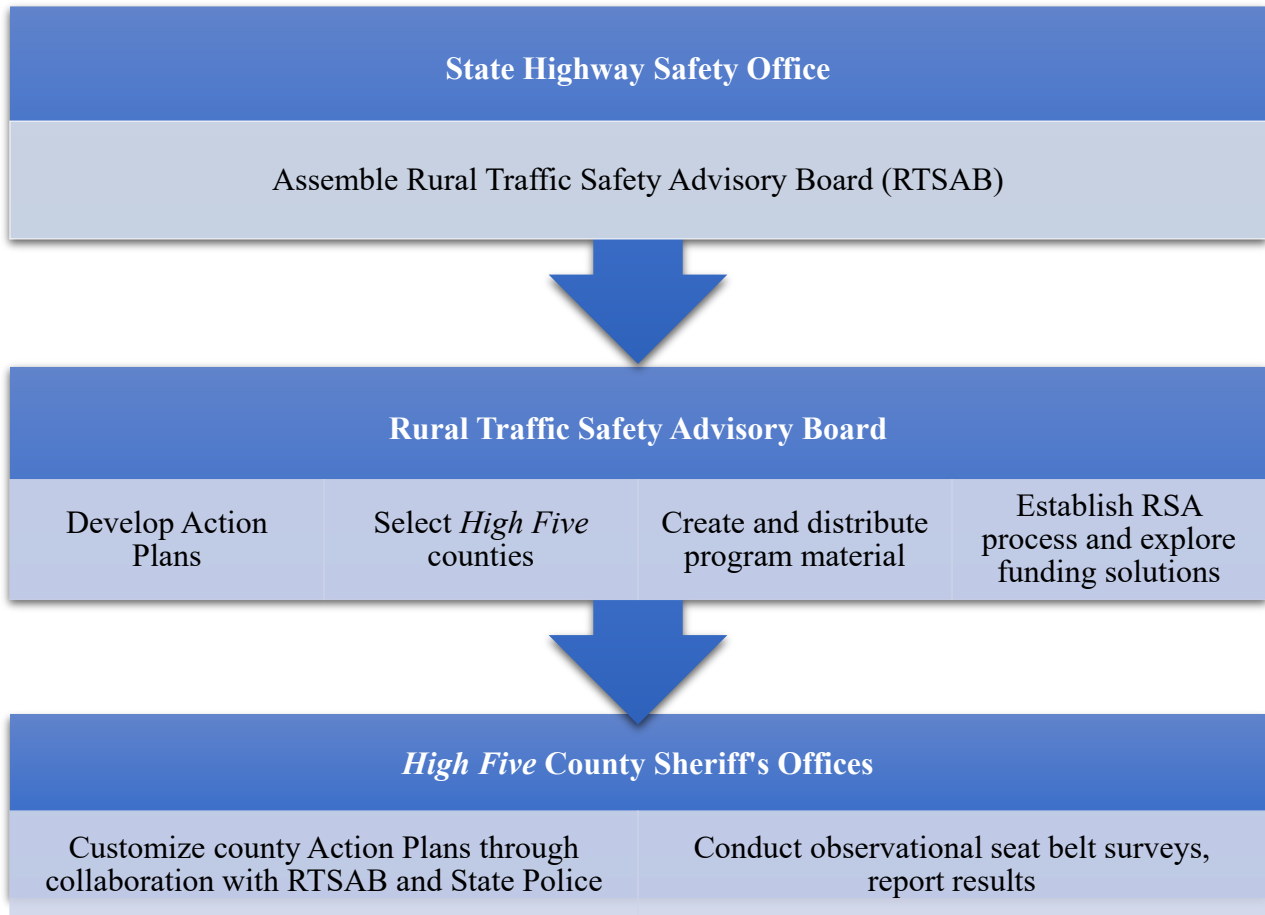 State Highway Safety Office
Assemble Rural Traffic Safety Advisory Board (RTSAB)
Rural Traffic Safety Advisory Board
Develop Action
Plans
Select High Five
counties
Create and distribute
program material
Establish RSA
process and explore
funding solutions
High Five County Sheriff's Offices
Customize county Action Plans through
collaboration with RTSAB and State Police
Conduct observational seat belt surveys,
report results